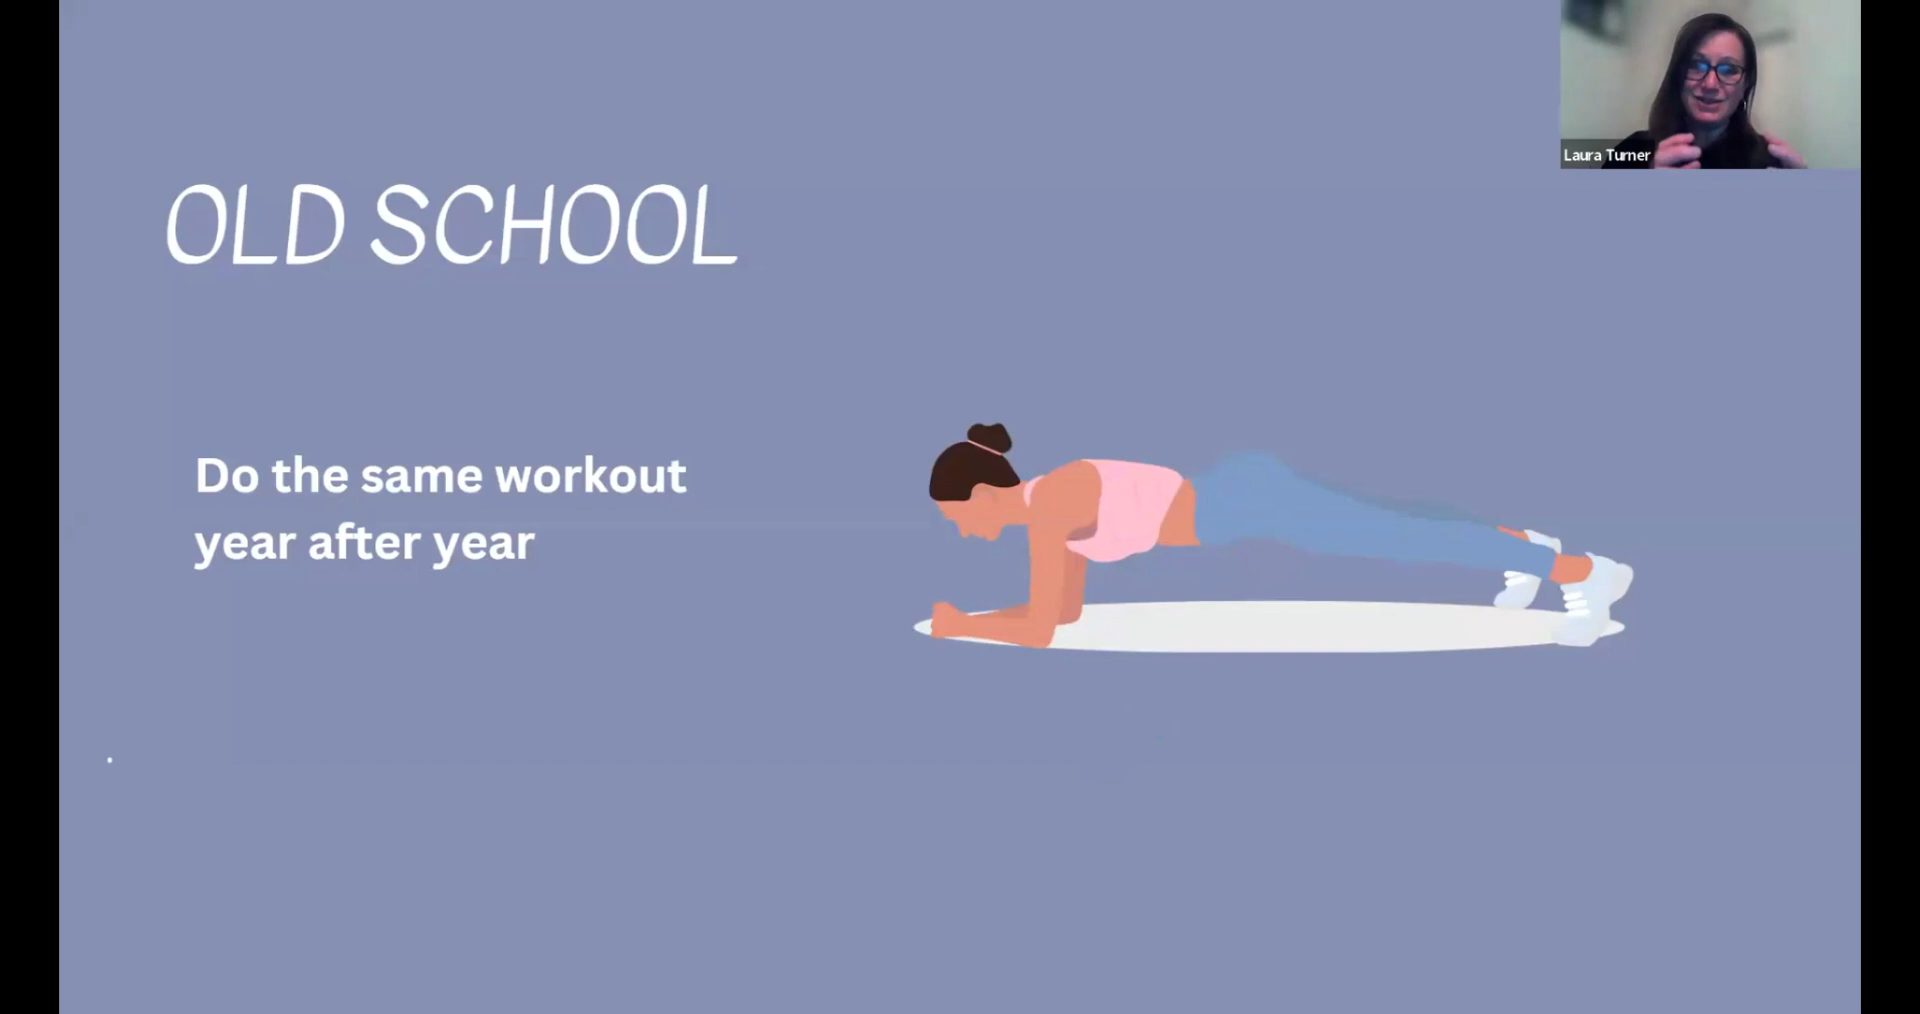 Laura Turner
OLD SCHOOL
Do the same workout
year after year